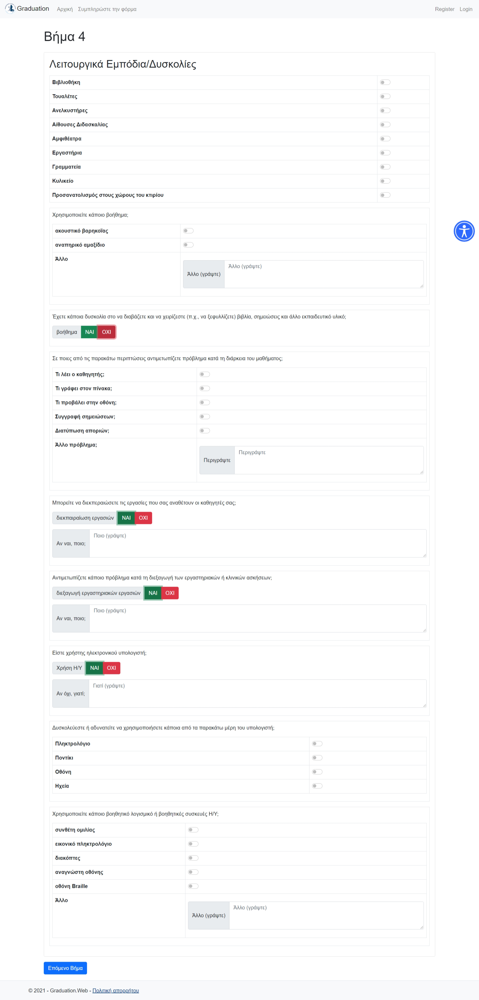 Graduation Αρχική Συμπληρώστε την φόρμα Register Login
Βήμα 4
Λειτουργικά Εμπόδια/Δυσκολίες
Βιβλιοθήκη
Τουαλέτες
Ανελκυστήρες
Αίθουσες Διδασκαλίας
Αμφιθέατρα
Εργαστήρια
Γραμματεία
Κυλικείο
Προσανατολισμός στους χώρους του κτιρίου
Χρησιμοποιείτε κάποιο βοήθημα;
ακουστικό βαρηκοΐας
αναπηρικό αμαξίδιο
Άλλο
Άλλο (γράψτε)
Άλλο (γράψτε)
Έχετε κάποια δυσκολία στο να διαβάζετε και να χειρίζεστε (π.χ., να ξεφυλλίζετε) βιβλία, σημειώσεις και άλλο εκπαιδευτικό υλικό;
βοήθημα ΝΑΙ ΟΧΙ
Σε ποιες από τις παρακάτω περιπτώσεις αντιμετωπίζετε πρόβλημα κατά τη διάρκεια του μαθήματος;
Τι λέει ο καθηγητής;
Τι γράφει στον πίνακα;
Τι προβάλει στην οθόνη;
Συγγραφή σημειώσεων;
Διατύπωση αποριών;
Άλλο πρόβλημα;
Περιγράψτε
Περιγράψτε
Μπορείτε να διεκπεραιώσετε τις εργασίες που σας αναθέτουν οι καθηγητές σας;
διεκπαιραίωση εργασιών ΝΑΙ ΟΧΙ
Ποιο (γράψτε)
Αν ναι, ποιο;
Αντιμετωπίζετε κάποιο πρόβλημα κατά τη διεξαγωγή των εργαστηριακών ή κλινικών ασκήσεων;
διεξαγωγή εργαστηριακών εργασιών ΝΑΙ ΟΧΙ
Ποιο (γράψτε)
Αν ναι, ποιο;
Είστε χρήστης ηλεκτρονικού υπολογιστή;
Χρήση Η/Υ ΝΑΙ ΟΧΙ
Γιατί (γράψτε)
Αν όχι, γιατί;
Δυσκολεύεστε ή αδυνατείτε να χρησιμοποιήσετε κάποια από τα παρακάτω μέρη του υπολογιστή;
Πληκτρολόγιο
Ποντίκι
Οθόνη
Ηχεία
Χρησιμοποιείτε κάποιο βοηθητικό λογισμικό ή βοηθητικές συσκευές Η/Υ;
συνθέτη ομιλίας
εικονικό πληκτρολόγιο
διακόπτες
αναγνώστη οθόνης
οθόνη Braille
Άλλο
Άλλο (γράψτε)
Άλλο (γράψτε)
Επόμενο Βήμα
© 2021 - Graduation.Web - Πολιτική απορρήτου